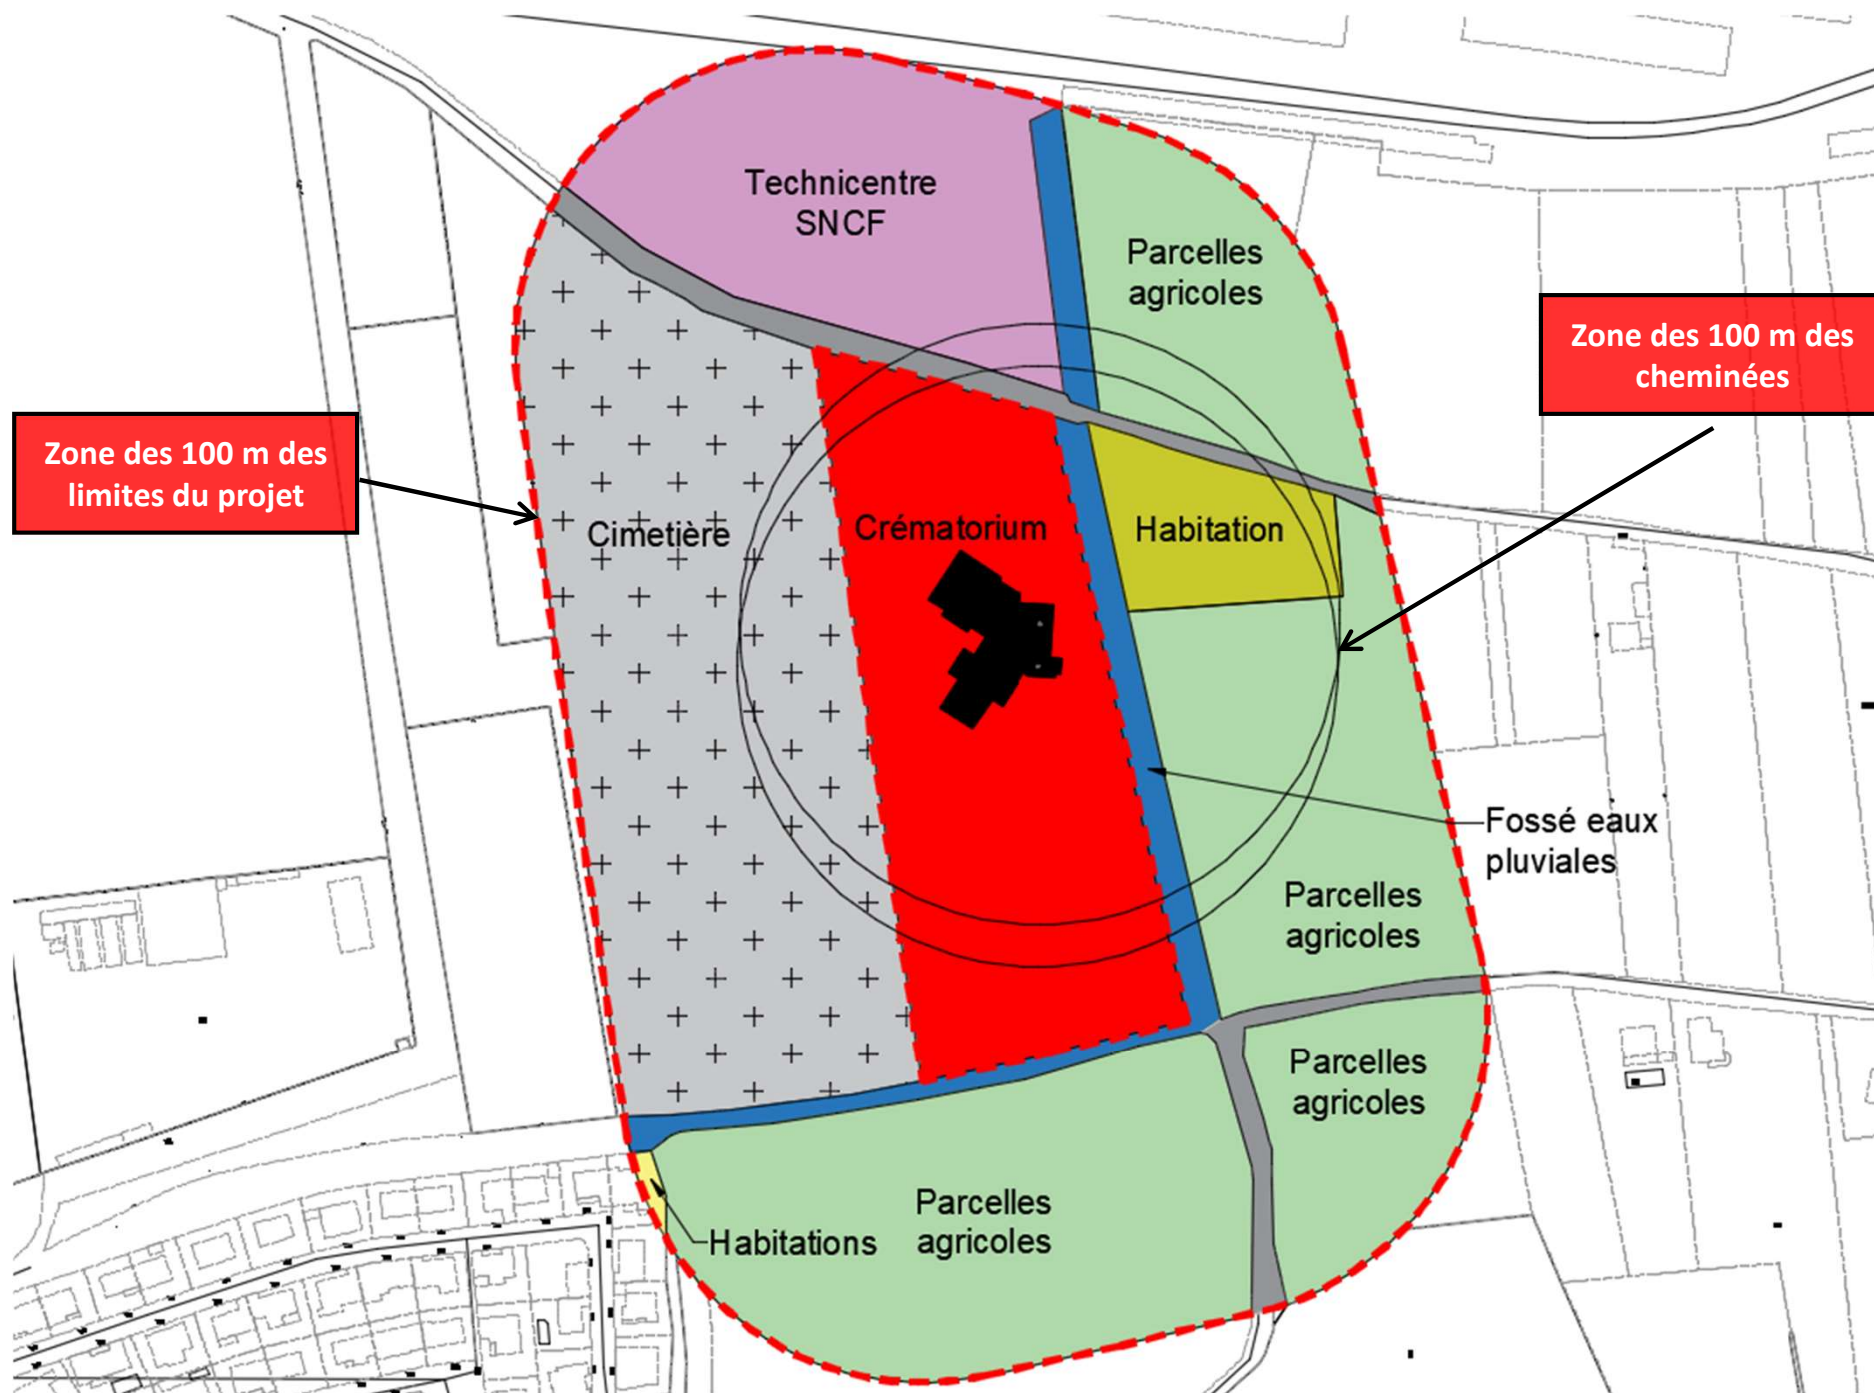 Technicentre
SNCF
Parcelles
agricoles
Zone des 100 m des
cheminées
Zone des 100 m des
limites du projet
Cimetière
Crématorium
Habitation
Fossé eaux
pluviales
Parcelles
agricoles
Parcelles
agricoles
Parcelles
agricoles
Habitations